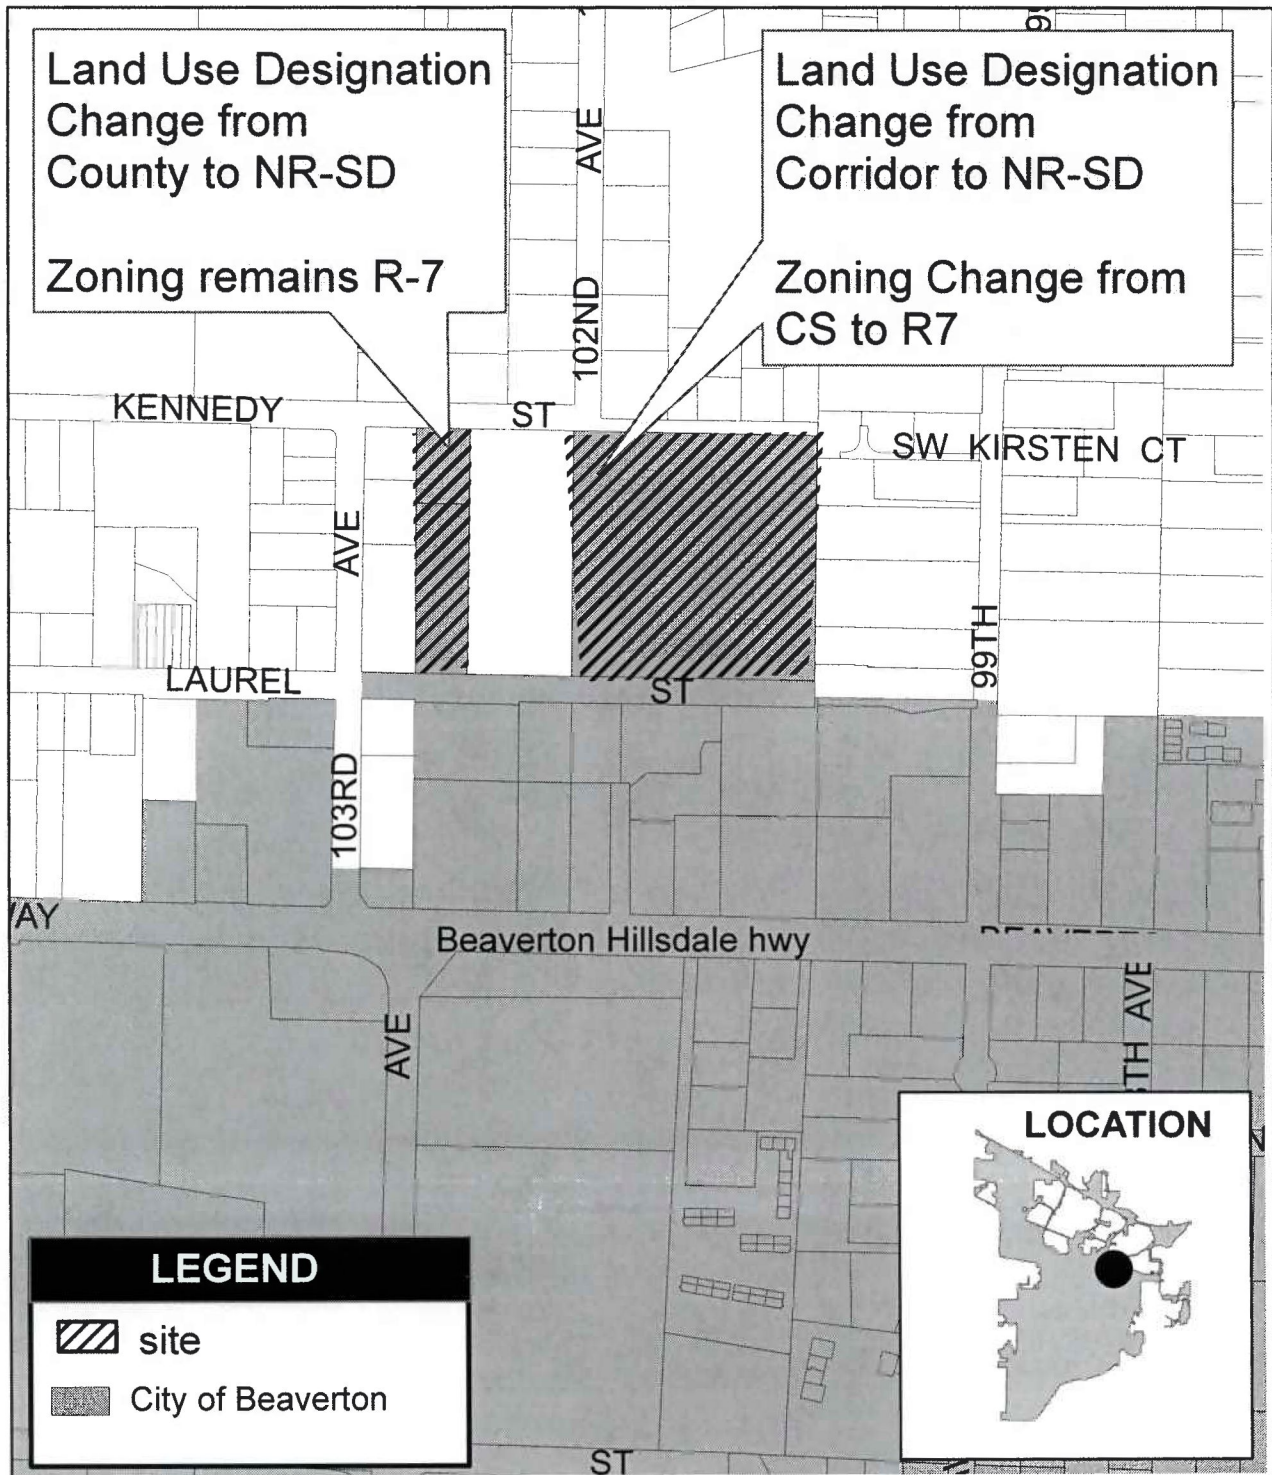 Land Use Designation
Change from
County to NR-SD
Zoning remains R-7
Land Use Designation
Change from
Corridor to NR-SD
Zoning Change from
CS to R7
AVE
102ND
KENNEDY
ST
SW KIRSTEN CT
AVE
99TH
LAUREL
ST
103RD
Beaverton Hillsdale hwy
AVE
AVE
LOCATION
LEGEND
site
City of Beaverton
ST